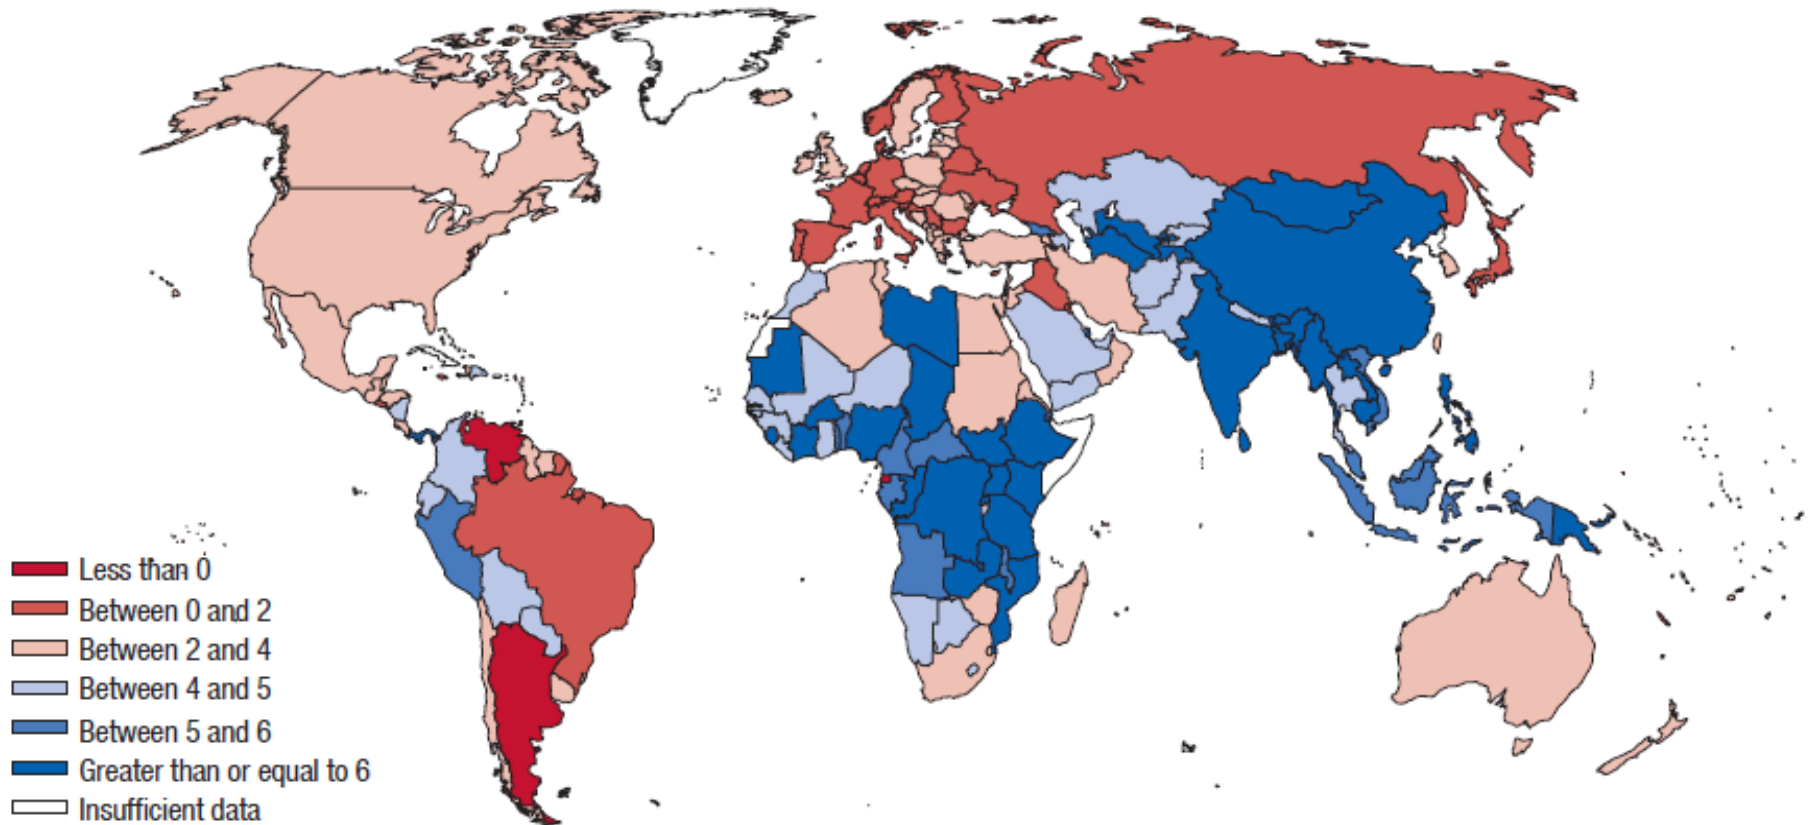 Less than 0
Between 0 and 2
Between 2 and 4
Between 4 and 5
Between 5 and 6
Greater than or equal to 6
Insufficient data